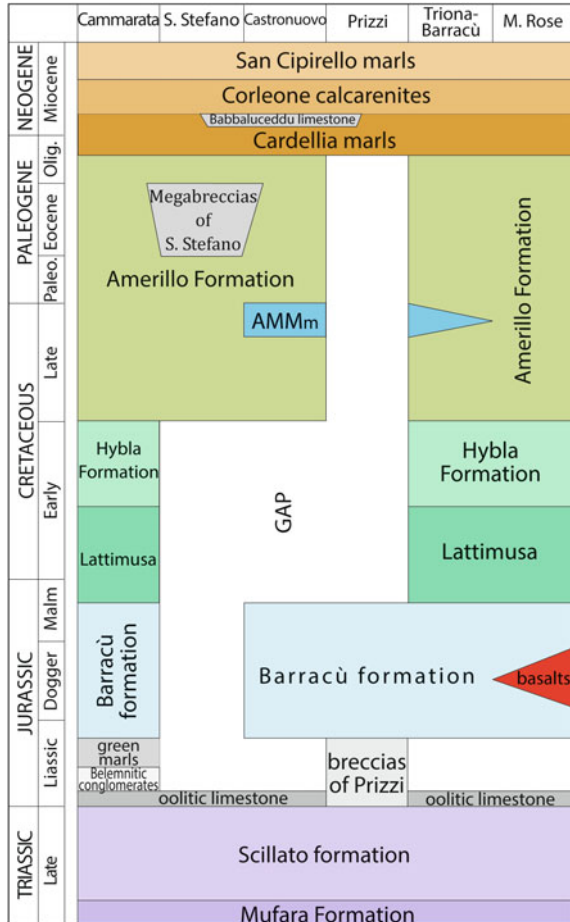 Cammarata
S. Stefano
Castronuovo
Prizzi
Triona-
Barracù
M. Rose
NEOGENE
Miocene
San Cipirello marls
Corleone calcarenites
Babbaluceddu limestone
Cardellia marls
PALEOGENE
Olig.
Eocene
Paleo.
Megabreccias
of
S. Stefano
Amerillo Formation
AMMm
Amerillo Formation
CRETACEOUS
Late
Early
Hybla
Formation
GAP
Hybla
Formation
Lattimusa
Lattimusa
JURASSIC
Malm
Dogger
Liassic
Barracù
formation
Barracù formation
basalts
green
marls
Belemnitic
conglomerates
breccias
of Prizzi
oolitic limestone
oolitic limestone
TRIASSIC
Late
Scillato formation
Mufara Formation